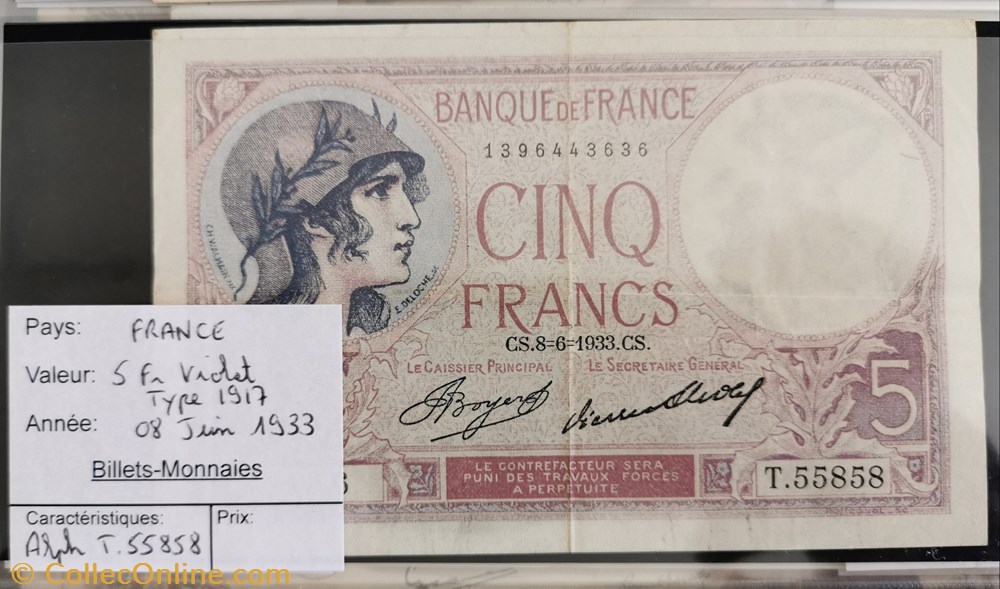 BANQUE DE FRANCE
1396443636
CINQ
FRANCS
CS.8=6=1933.CS.
LE CAISSIER PRINCIPAL LE SECRETAIRE GÉNÉRAL
5
LE CONTREFACTEUR SERA
PUNI DES TRAVAUX FORCÉS
A PERPÉTUITÉ
T.55858
E.DELOCHE.SC
Pays: FRANCE
Valeur: 5 Fr Violet
Type 1917
Année: 08 Juin 1933
Billets-Monnaies
Caractéristiques: Prix:
Alph T.55858
© CollecOnline.com